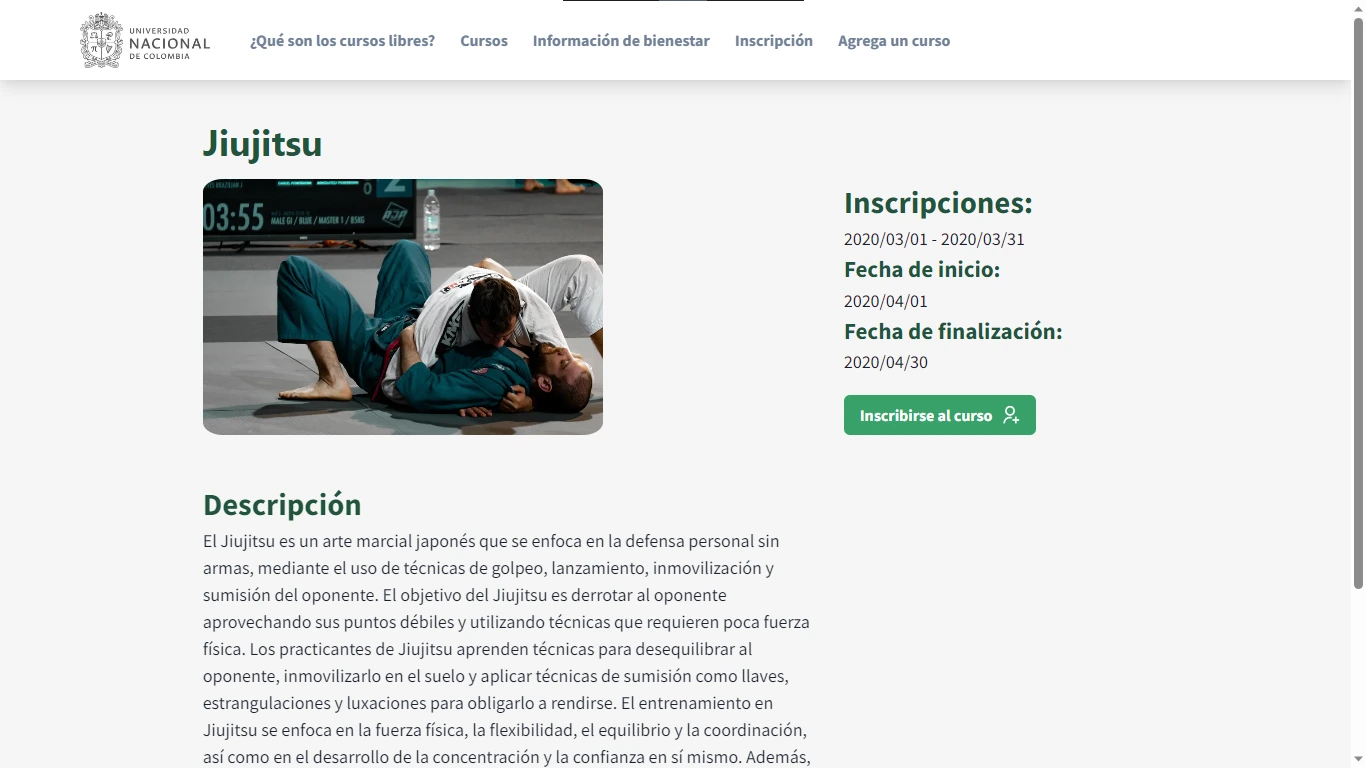 UNIVERSIDAD
NACIONAL
DE COLOMBIA
¿Qué son los cursos libres?
Cursos
Información de bienestar
Inscripción
Agrega un curso
Jiujitsu
03:55
MALE GI / BLUE / MASTER 1 / 85KG
AJP
Inscripciones:
2020/03/01 - 2020/03/31
Fecha de inicio:
2020/04/01
Fecha de finalización:
2020/04/30
Inscribirse al curso
Descripción
El Jiujitsu es un arte marcial japonés que se enfoca en la defensa personal sin
armas, mediante el uso de técnicas de golpeo, lanzamiento, inmovilización y
sumisión del oponente. El objetivo del Jiujitsu es derrotar al oponente
aprovechando sus puntos débiles y utilizando técnicas que requieren poca fuerza
física. Los practicantes de Jiujitsu aprenden técnicas para desequilibrar al
oponente, inmovilizarlo en el suelo y aplicar técnicas de sumisión como llaves,
estrangulaciones y luxaciones para obligarlo a rendirse. El entrenamiento en
Jiujitsu se enfoca en la fuerza física, la flexibilidad, el equilibrio y la coordinación,
así como en el desarrollo de la concentración y la confianza en sí mismo. Además,